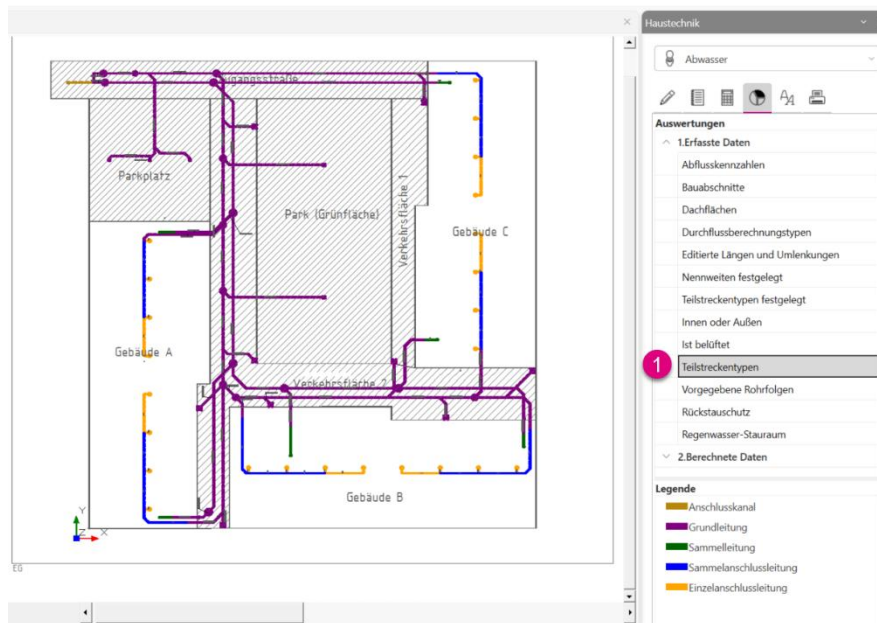 Haustechnik
Abwasser
Auswertungen
1.Erfasste Daten
Abflusskennzahlen
Bauabschnitte
Dachflächen
Durchflussberechnungstypen
Editierte Längen und Umlenkungen
Nennweiten festgelegt
Teilstreckentypen festgelegt
Innen oder Außen
Ist belüftet
1
Teilstreckentypen
Vorgegebene Rohrfolgen
Rückstauschutz
Regenwasser-Stauraum
2.Berechnete Daten
Legende
Anschlusskanal
Grundleitung
Sammelleitung
Sammelanschlussleitung
Einzelanschlussleitung
Parkplatz
Park (Grünfläche)
Verkehrsfläche 1
Gebäude C
Gebäude A
Verkehrsfläche 2
Gebäude B
Y
Z
X
EG